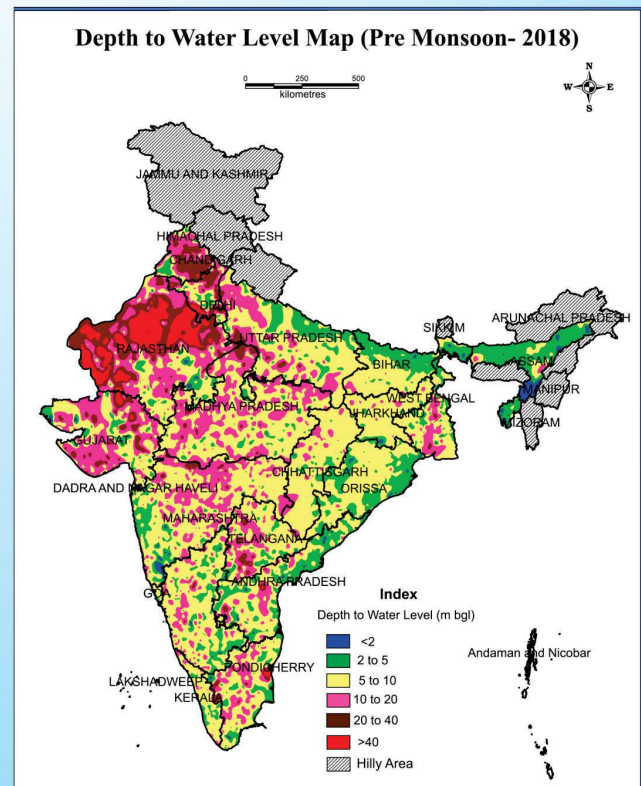 Depth to Water Level Map (Pre Monsoon- 2018)
N
W E
S
0 250 500
kilometres
JAMMU AND KASHMIR
HIMACHAL PRADESH
CHANDIGARH
DELHI
SIKKIM
ARUNACHAL PRADESH
RAJASTHAN
UTTAR PRADESH
BIHAR
ASSAM
MANIPUR
WEST BENGAL
MADHYA PRADESH
JHARKHAND
MIZORAM
GUJARAT
CHHATTISGARH
DADRA AND NAGAR HAVELI
ORISSA
MAHARASHTRA
TELANGANA
ANDHRA PRADESH
GOA
Index
Depth to Water Level (m bgl)
<2
2 to 5
5 to 10
10 to 20
20 to 40
>40
Hilly Area
Andaman and Nicobar
PONDICHERRY
LAKSHADWEEP
KERALA